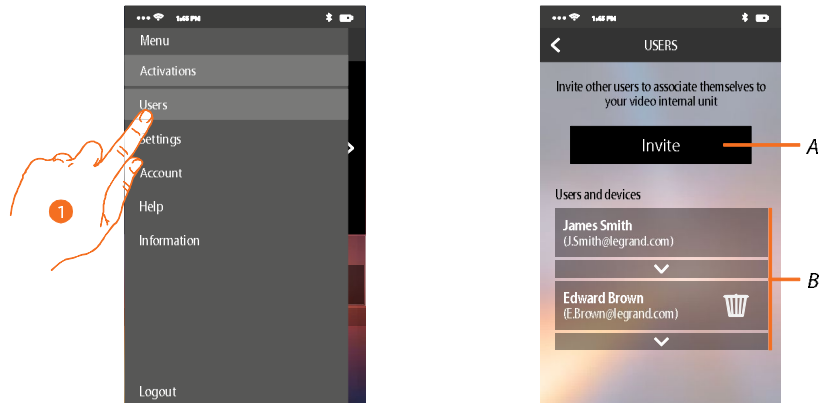 1:45 PM
Menu
Activations
Users
Settings
Account
Help
Information
Logout
1
1:45 PM
USERS
Invite other users to associate themselves to
your video internal unit
Invite
A
Users and devices
James Smith
(J.Smith@legrand.com)
B
Edward Brown
(E.Brown@legrand.com)